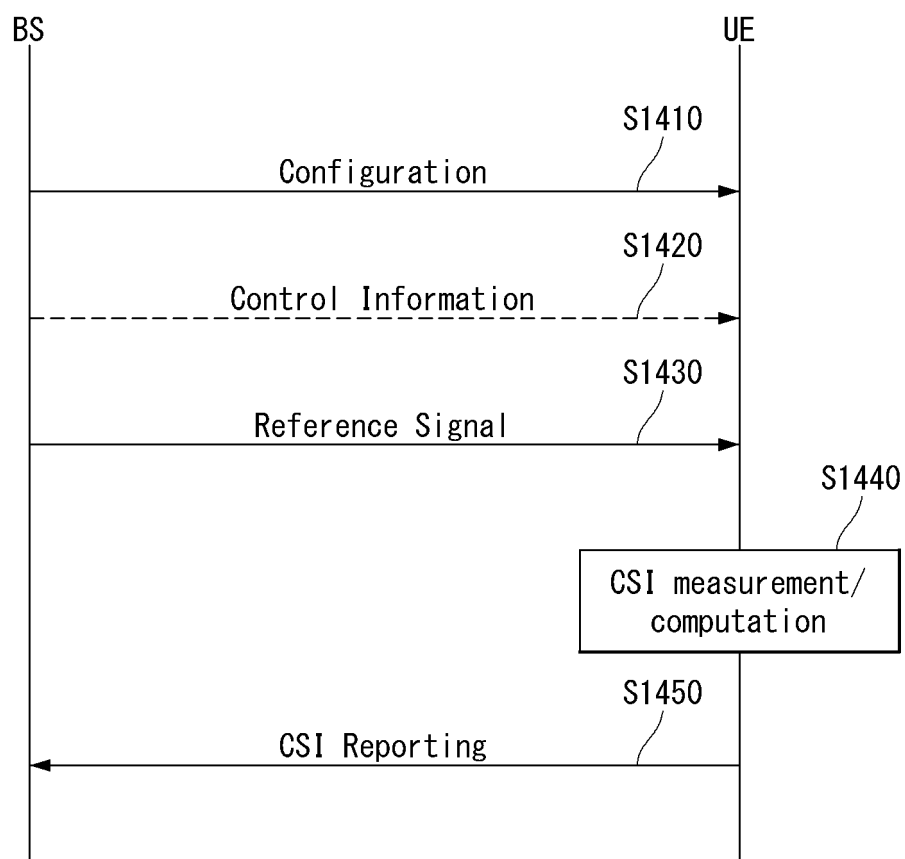 BS
UE
S1410
Configuration
S1420
Control Information
S1430
Reference Signal
S1440
CSI measurement/
computation
S1450
CSI Reporting